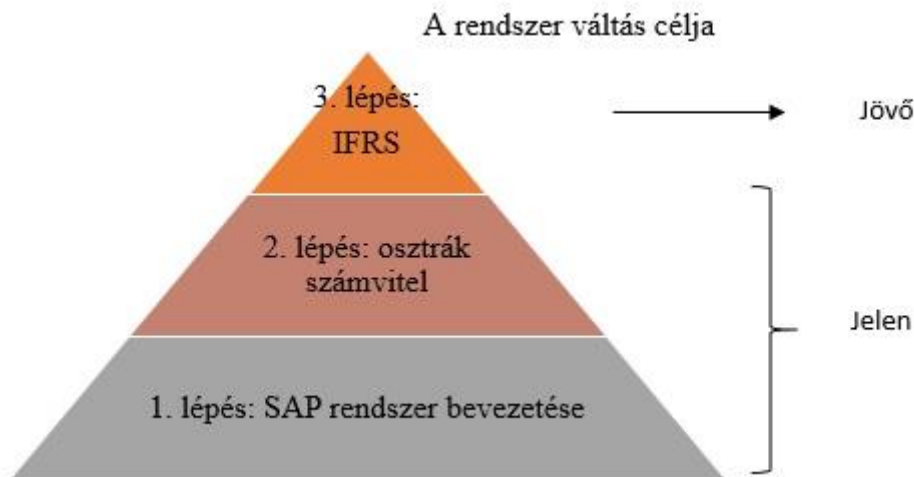 A rendszer váltás célja
3. lépés:
IFRS
Jövő
2. lépés: osztrák
számvitel
Jelen
1. lépés: SAP rendszer bevezetése